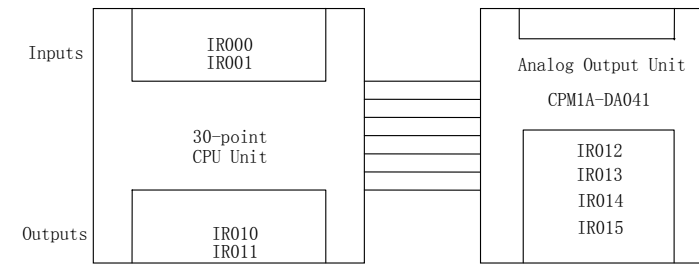 Inputs
IR000
IR001
30-point
CPU Unit
Outputs
IR010
IR011
Analog Output Unit
CPM1A-DA041
IR012
IR013
IR014
IR015